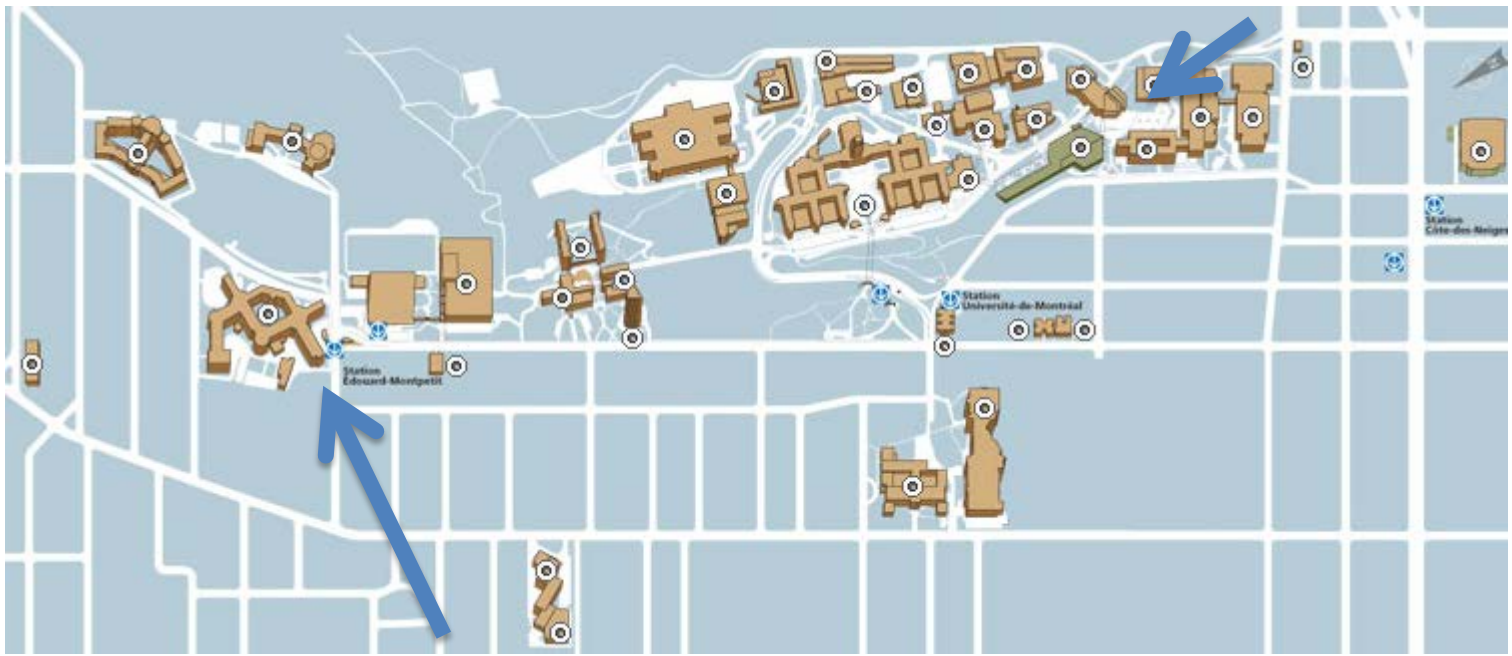 Station
Édouard-Montpetit
Station
Université-de-Montréal
Station
Côte-des-Neiges